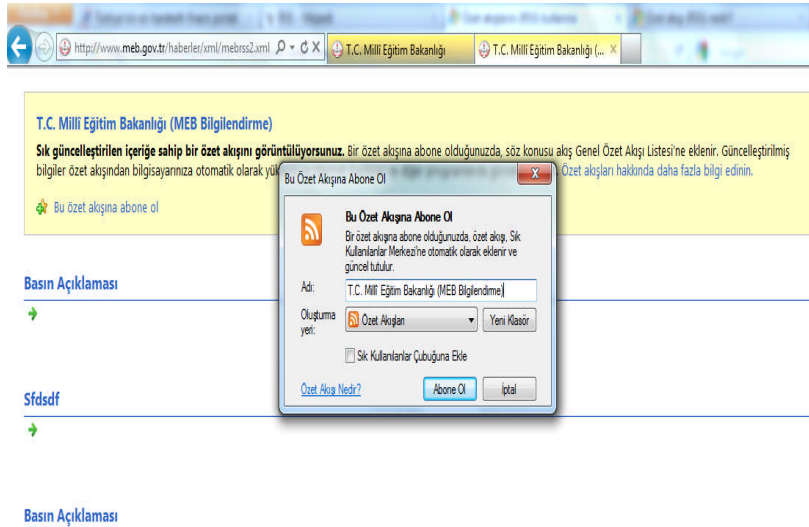 http://www.meb.gov.tr/haberler/xml/mebrss2.xml
T.C. Millî Eğitim Bakanlığı
T.C. Millî Eğitim Bakanlığı (...
T.C. Millî Eğitim Bakanlığı (MEB Bilgilendirme)
Sık güncelleştirilen içeriğe sahip bir özet akışını görüntülüyorsunuz. Bir özet akışına abone olduğunuzda, söz konusu akış Genel Özet Akışı Listesi'ne eklenir. Güncelleştirilmiş
bilgiler özet akışından bilgisayarınıza otomatik olarak yük
Özet akışları hakkında daha fazla bilgi edinin.
Bu özet akışına abone ol
Bu Özet Akışına Abone Ol
Bu Özet Akışına Abone Ol
Bir özet akışına abone olduğunuzda, özet akışı, Sık
Kullanılanlar Merkezi'ne otomatik olarak eklenir ve
güncel tutulur.
Adı:
T.C. Millî Eğitim Bakanlığı (MEB Bilgilendirme)
Oluşturma
yeri:
Özet Akışları
Yeni Klasör
Sık Kullanılanlar Çubuğuna Ekle
Özet Akışı Nedir?
Abone Ol
İptal
Basın Açıklaması
Sfdsdf
Basın Açıklaması